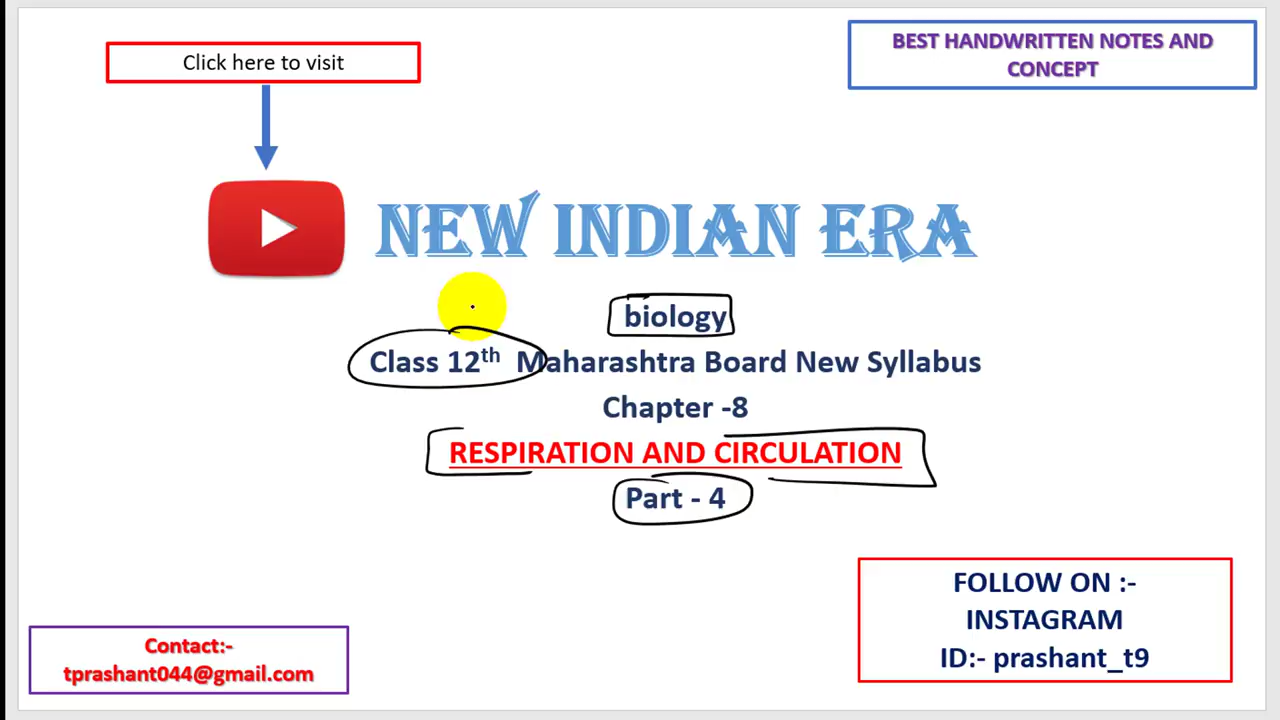 Click here to visit
BEST HANDWRITTEN NOTES AND
CONCEPT
NEW INDIAN ERA
biology
Class 12th Maharashtra Board New Syllabus
Chapter -8
RESPIRATION AND CIRCULATION
Part - 4
FOLLOW ON :-
INSTAGRAM
ID:- prashant_t9
Contact:-
tprashant044@gmail.com